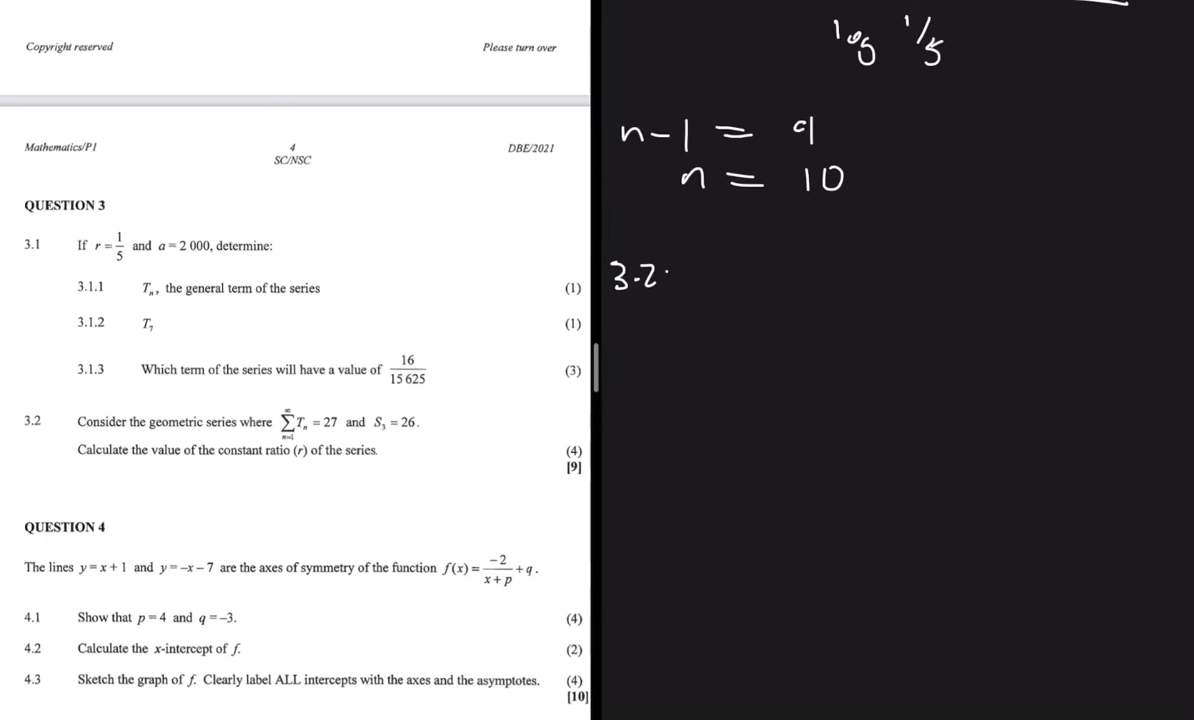 Copyright reserved Please turn over
Mathematics/P1 4 DBE/2021
SC/NSC
QUESTION 3
3.1 If r = 1/5 and a = 2 000, determine:
3.1.1 Tₙ, the general term of the series (1)
3.1.2 T₇ (1)
3.1.3 Which term of the series will have a value of 16/15 625 (3)
3.2 Consider the geometric series where ∑_{n=1}^{∞} Tₙ = 27 and S₃ = 26.
Calculate the value of the constant ratio (r) of the series. (4)
[9]
QUESTION 4
The lines y = x + 1 and y = –x – 7 are the axes of symmetry of the function f(x) = –2/(x + p) + q.
4.1 Show that p = 4 and q = –3. (4)
4.2 Calculate the x-intercept of f. (2)
4.3 Sketch the graph of f. Clearly label ALL intercepts with the axes and the asymptotes. (4)
[10]
log 1/5
n - 1 = 9
n = 10
3.2.